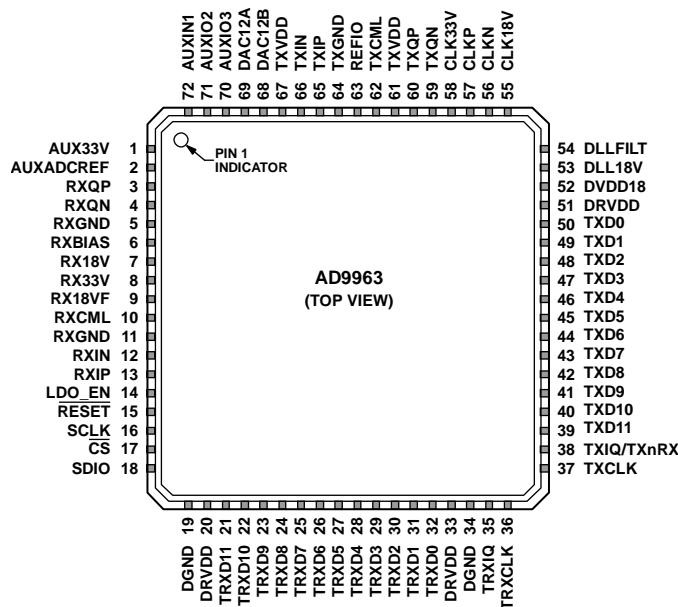 72 AUXIN1
71 AUXIO2
70 AUXIO3
69 DAC12A
68 DAC12B
67 TXVDD
66 TXIN
65 TXIP
64 TXGND
63 REFIO
62 TXCML
61 TXVDD
60 TXQP
59 TXQN
58 CLK33V
57 CLKP
56 CLKN
55 CLK18V
AUX33V 1
AUXADCREF 2
RXQP 3
RXQN 4
RXGND 5
RXBIAS 6
RX18V 7
RX33V 8
RX18VF 9
RXCML 10
RXGND 11
RXIN 12
RXIP 13
LDO_EN 14
RESET 15
SCLK 16
CS 17
SDIO 18
PIN 1
INDICATOR
AD9963
(TOP VIEW)
54 DLLFILT
53 DLL18V
52 DVDD18
51 DRVDD
50 TXD0
49 TXD1
48 TXD2
47 TXD3
46 TXD4
45 TXD5
44 TXD6
43 TXD7
42 TXD8
41 TXD9
40 TXD10
39 TXD11
38 TXIQ/TXnRX
37 TXCLK
DGND 19
DRVDD 20
TRXD11 21
TRXD10 22
TRXD9 23
TRXD8 24
TRXD7 25
TRXD6 26
TRXD5 27
TRXD4 28
TRXD3 29
TRXD2 30
TRXD1 31
TRXD0 32
DRVDD 33
DGND 34
TRXIQ 35
TRXCLK 36